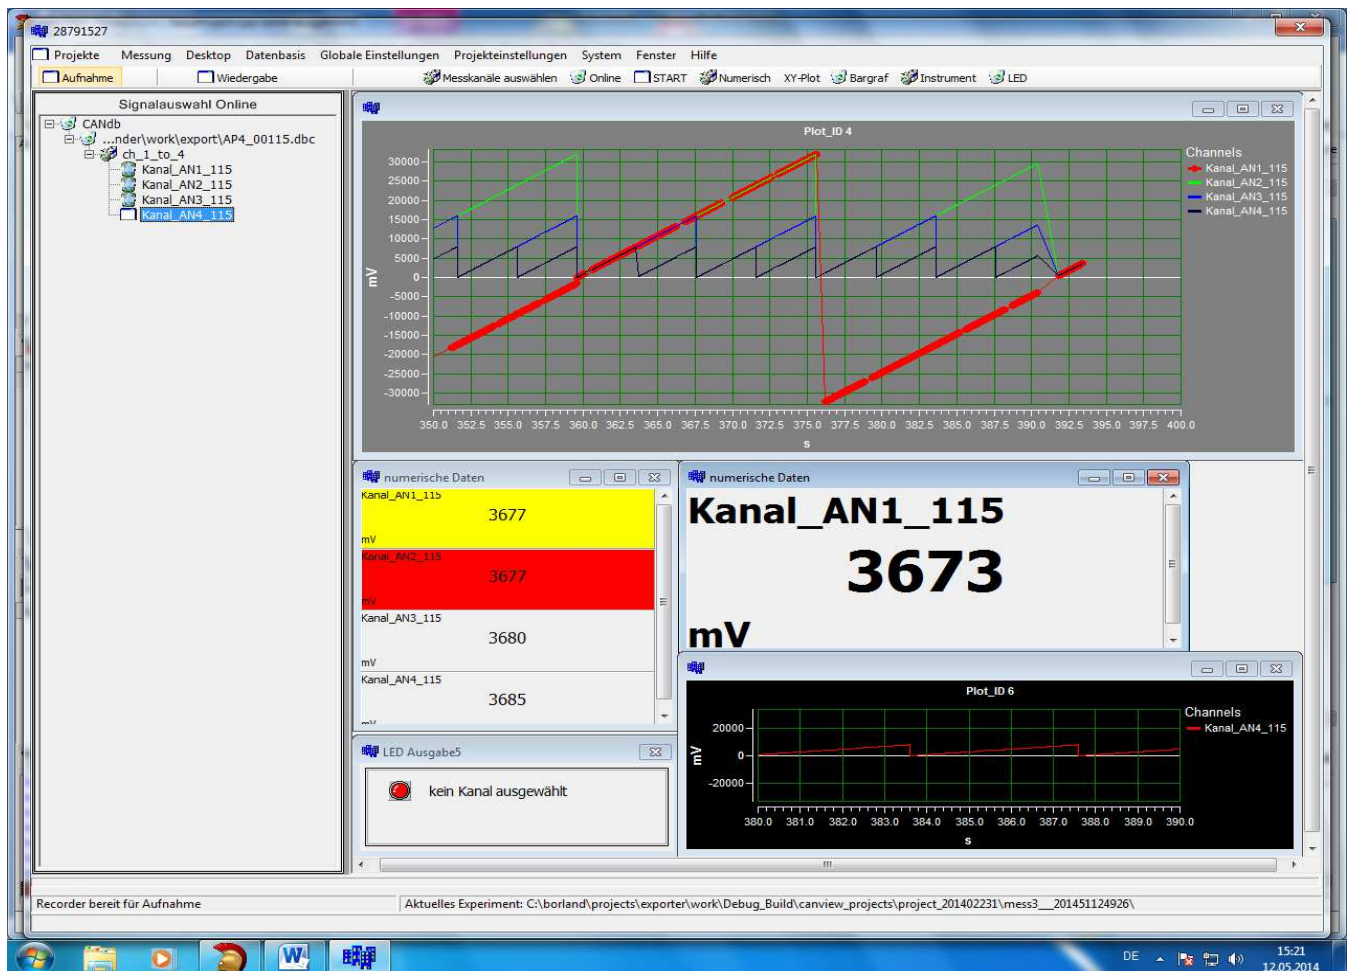 28791527
Projekte Messung Desktop Datenbasis Globale Einstellungen Projekteinstellungen System Fenster Hilfe
Aufnahme Wiedergabe Messkanäle auswählen Online START Numerisch XY-Plot Bargraf Instrument LED
Signalauswahl Online
CANdb
...nder\work\export\AP4_00115.dbc
ch_1_to_4
Kanal_AN1_115
Kanal_AN2_115
Kanal_AN3_115
Kanal_AN4_115
Plot_ID 4
30000
25000
20000
15000
10000
5000
0
-5000
-10000
-15000
-20000
-25000
-30000
mV
350.0 352.5 355.0 357.5 360.0 362.5 365.0 367.5 370.0 372.5 375.0 377.5 380.0 382.5 385.0 387.5 390.0 392.5 395.0 397.5 400.0
s
Channels
Kanal_AN1_115
Kanal_AN2_115
Kanal_AN3_115
Kanal_AN4_115
numerische Daten
Kanal_AN1_115
3677
mV
Kanal_AN2_115
3677
mV
Kanal_AN3_115
3680
mV
Kanal_AN4_115
3685
mV
numerische Daten
Kanal_AN1_115
3673
mV
LED Ausgabe5
kein Kanal ausgewählt
Plot_ID 6
20000
0
-20000
mV
380.0 381.0 382.0 383.0 384.0 385.0 386.0 387.0 388.0 389.0 390.0
s
Channels
Kanal_AN4_115
Recorder bereit für Aufnahme
Aktuelles Experiment: C:\borland\projects\exporter\work\Debug_Build\canview_projects\project_201402231\mess3__201451124926\
DE
15:21
12.05.2014